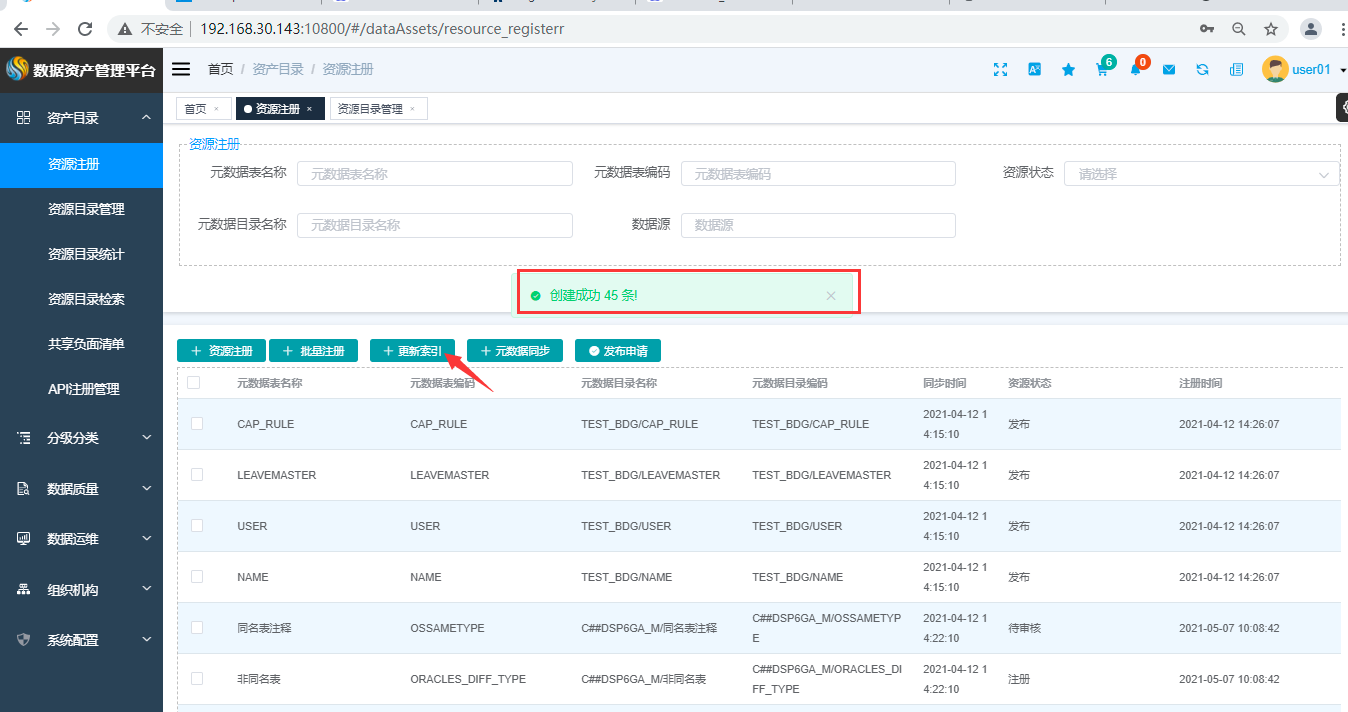 不安全
192.168.30.143:10800/#/dataAssets/resource_registerr
数据资产管理平台
首页 / 资产目录 / 资源注册
6
0
user01
首页 ×
资源注册 ×
资源目录管理 ×
资产目录
资源注册
资源目录管理
资源目录统计
资源目录检索
共享负面清单
API注册管理
分级分类
数据质量
数据运维
组织机构
系统配置
资源注册
元数据表名称 元数据表名称
元数据表编码 元数据表编码
资源状态 请选择
元数据目录名称 元数据目录名称
数据源 数据源
创建成功 45 条!
+ 资源注册
+ 批量注册
+ 更新索引
+ 元数据同步
发布申请
元数据表名称 元数据表编码 元数据目录名称 元数据目录编码 同步时间 资源状态 注册时间
CAP_RULE CAP_RULE TEST_BDG/CAP_RULE TEST_BDG/CAP_RULE 2021-04-12 1 发布 2021-04-12 14:26:07
4:15:10
LEAVEMASTER LEAVEMASTER TEST_BDG/LEAVEMASTER TEST_BDG/LEAVEMASTER 2021-04-12 1 发布 2021-04-12 14:26:07
4:15:10
USER USER TEST_BDG/USER TEST_BDG/USER 2021-04-12 1 发布 2021-04-12 14:26:07
4:15:10
NAME NAME TEST_BDG/NAME TEST_BDG/NAME 2021-04-12 1 发布 2021-04-12 14:26:07
4:15:10
同名表注释 OSSAMETYPE C##DSP6GA_M/同名表注释 C##DSP6GA_M/OSSAMETYP 2021-04-12 1 待审核 2021-05-07 10:08:42
E 4:22:10
非同名表 ORACLES_DIFF_TYPE C##DSP6GA_M/非同名表 C##DSP6GA_M/ORACLES_DI 2021-04-12 1 注册 2021-05-07 10:08:42
FF_TYPE 4:22:10